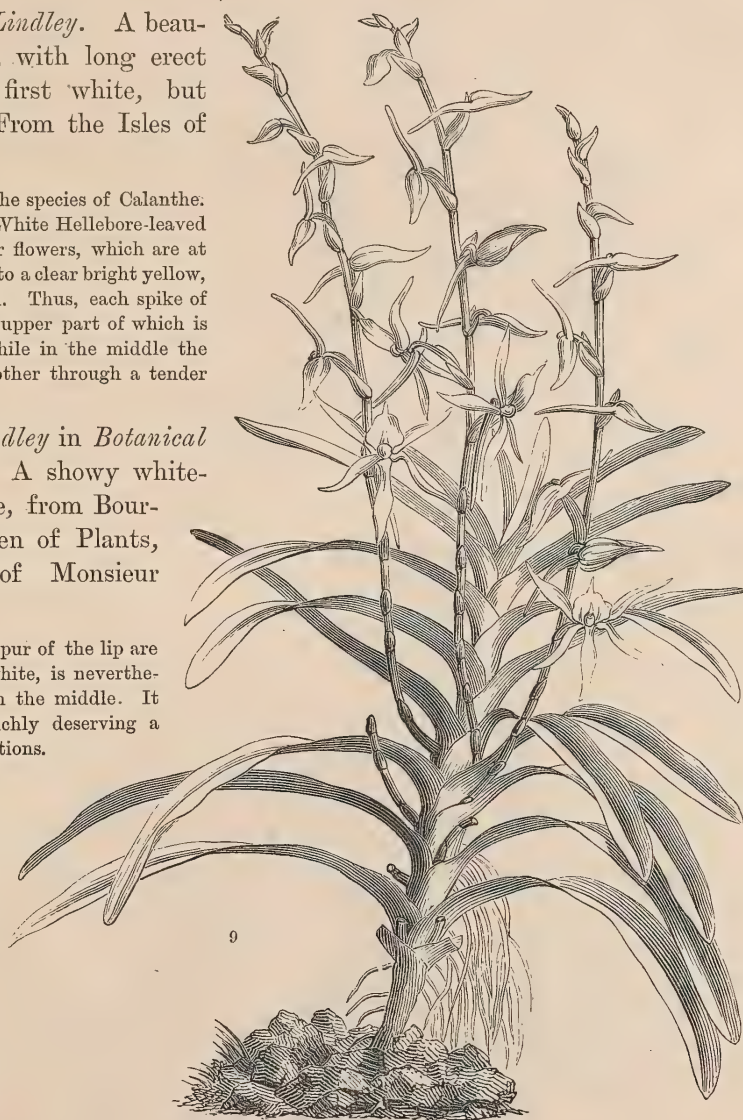 Lindley. A beau-
with long erect
first white, but
From the Isles of
he species of Calanthe.
White Hellebore-leaved
r flowers, which are at
to a clear bright yellow,
. Thus, each spike of
upper part of which is
hile in the middle the
other through a tender
dley in Botanical
A showy white-
e, from Bour-
en of Plants,
of Monsieur
pur of the lip are
hite, is neverthe-
n the middle. It
chly deserving a
tions.
9